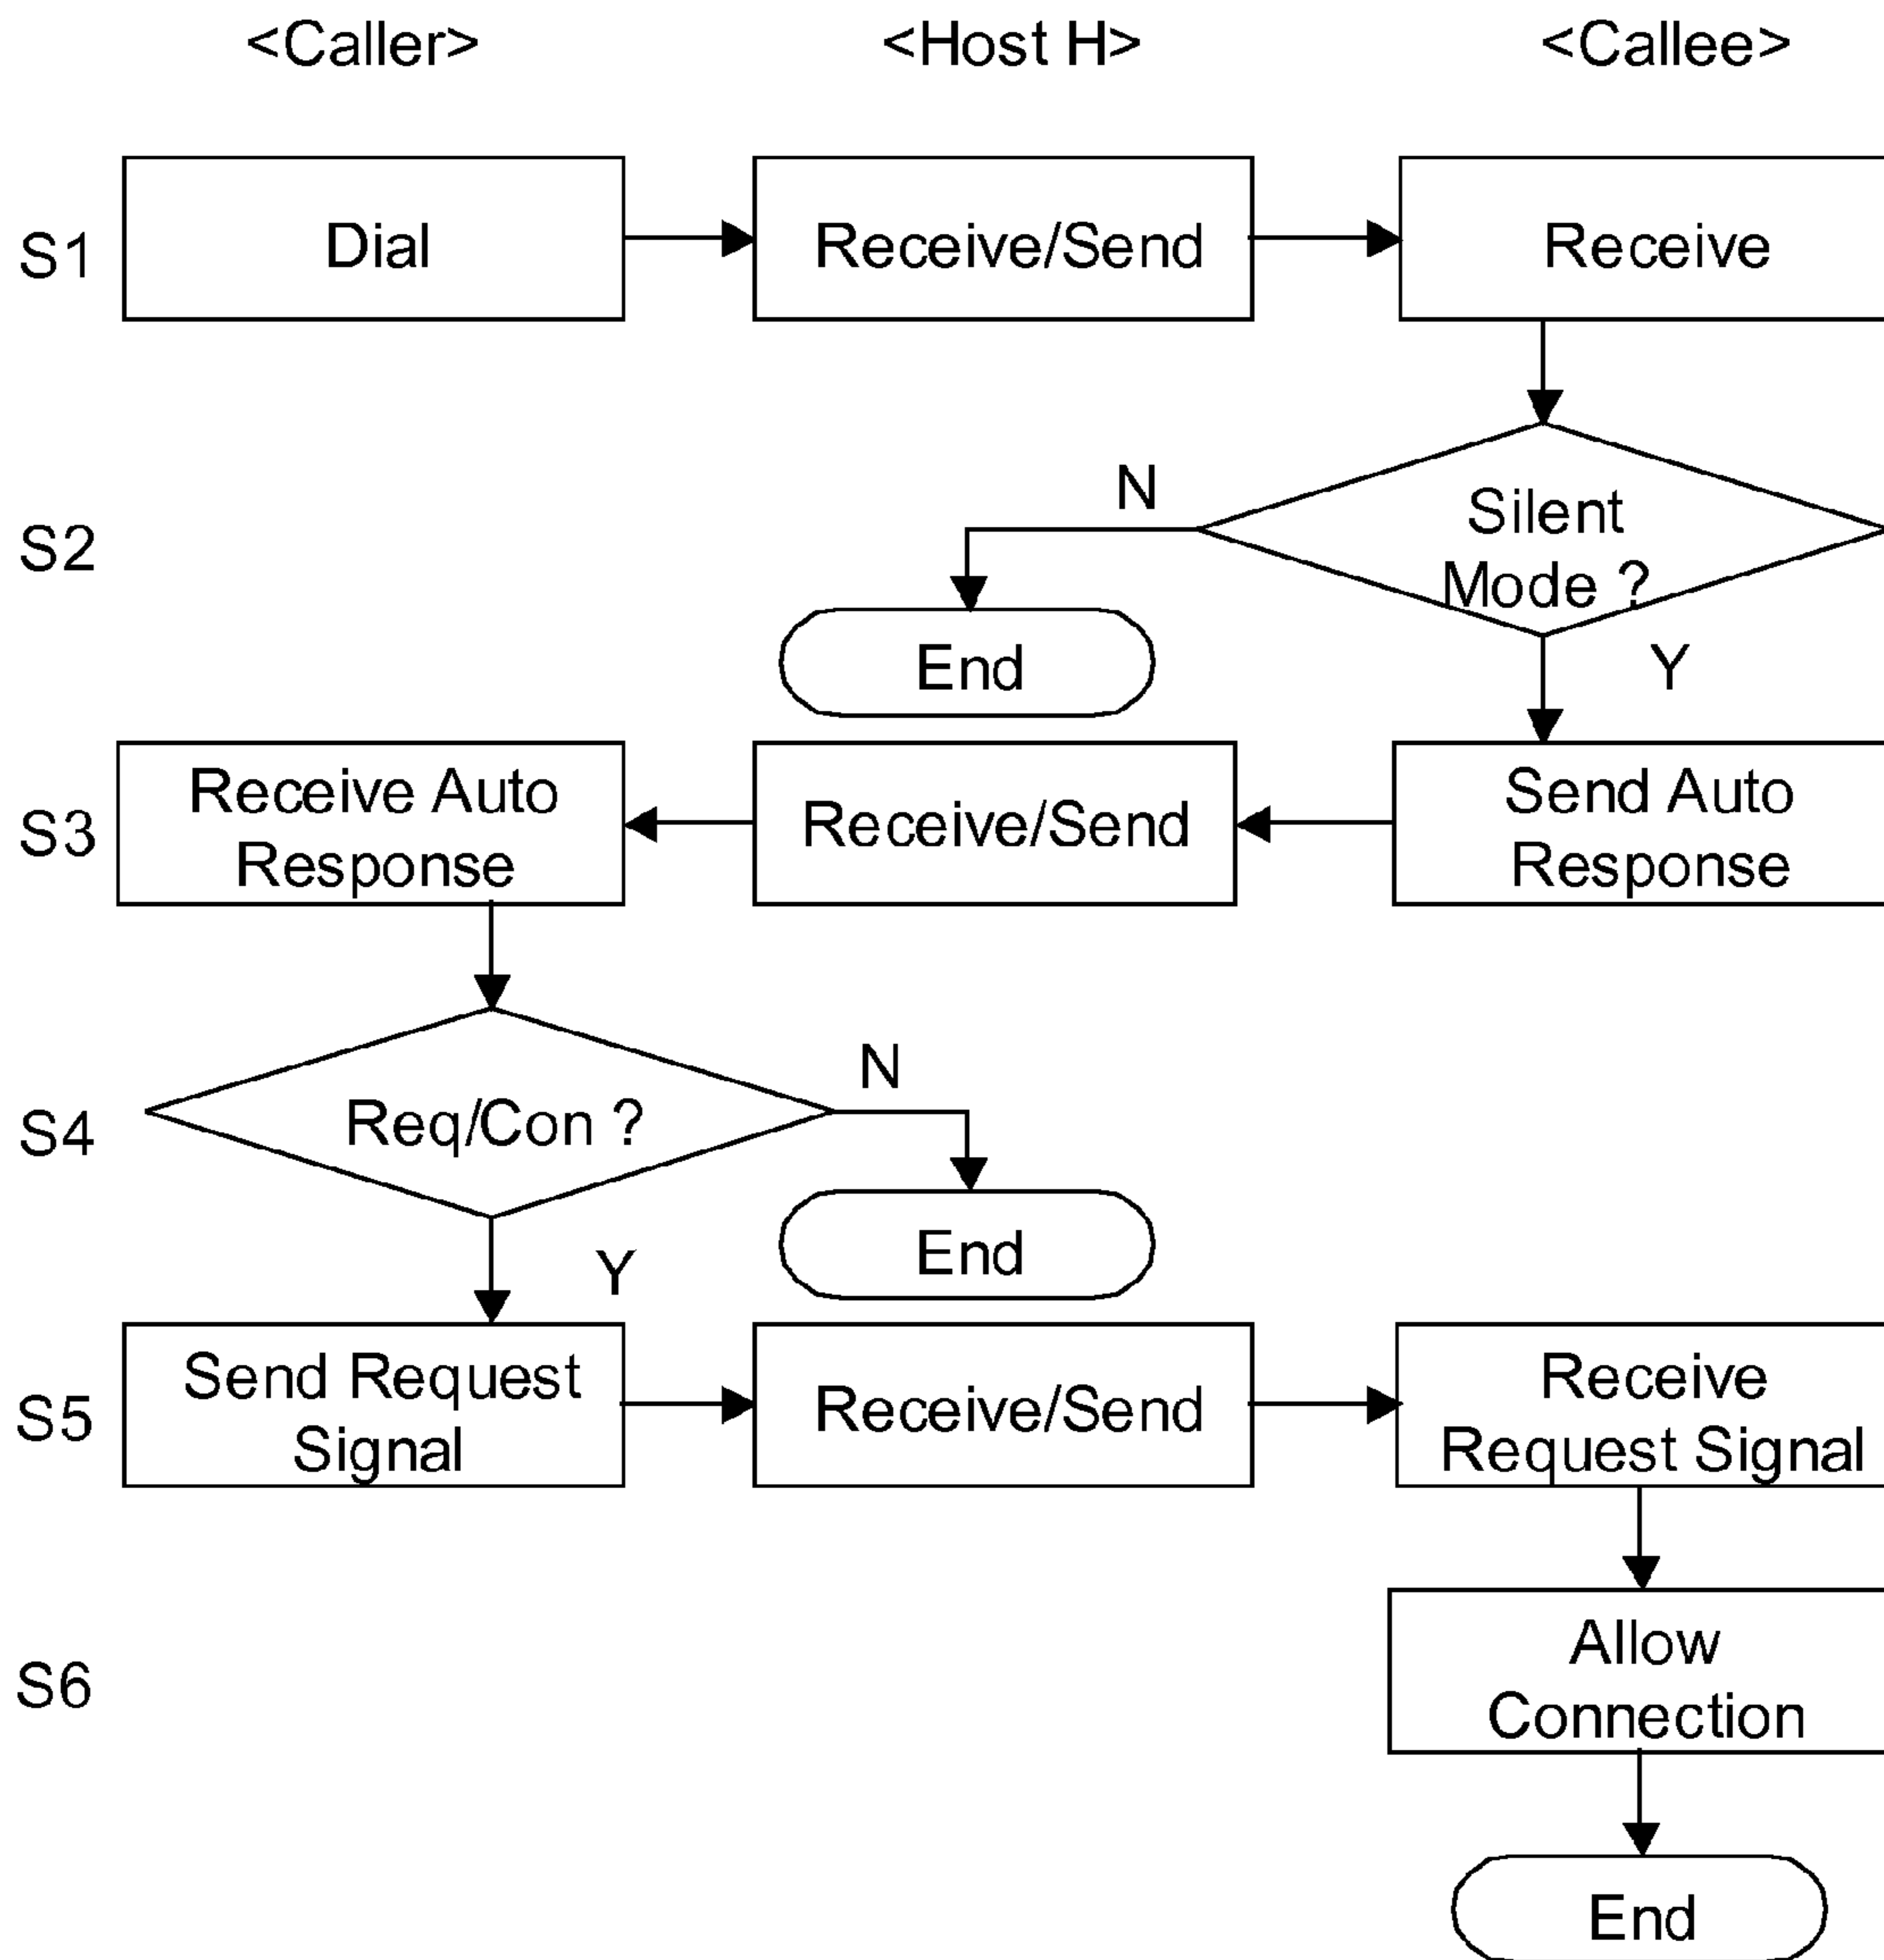 <Caller>
<Host H>
<Callee>
S1
Dial
Receive/Send
Receive
S2
N
Silent
Mode ?
End
Y
S3
Receive Auto
Response
Receive/Send
Send Auto
Response
S4
Req/Con ?
N
End
Y
S5
Send Request
Signal
Receive/Send
Receive
Request Signal
S6
Allow
Connection
End